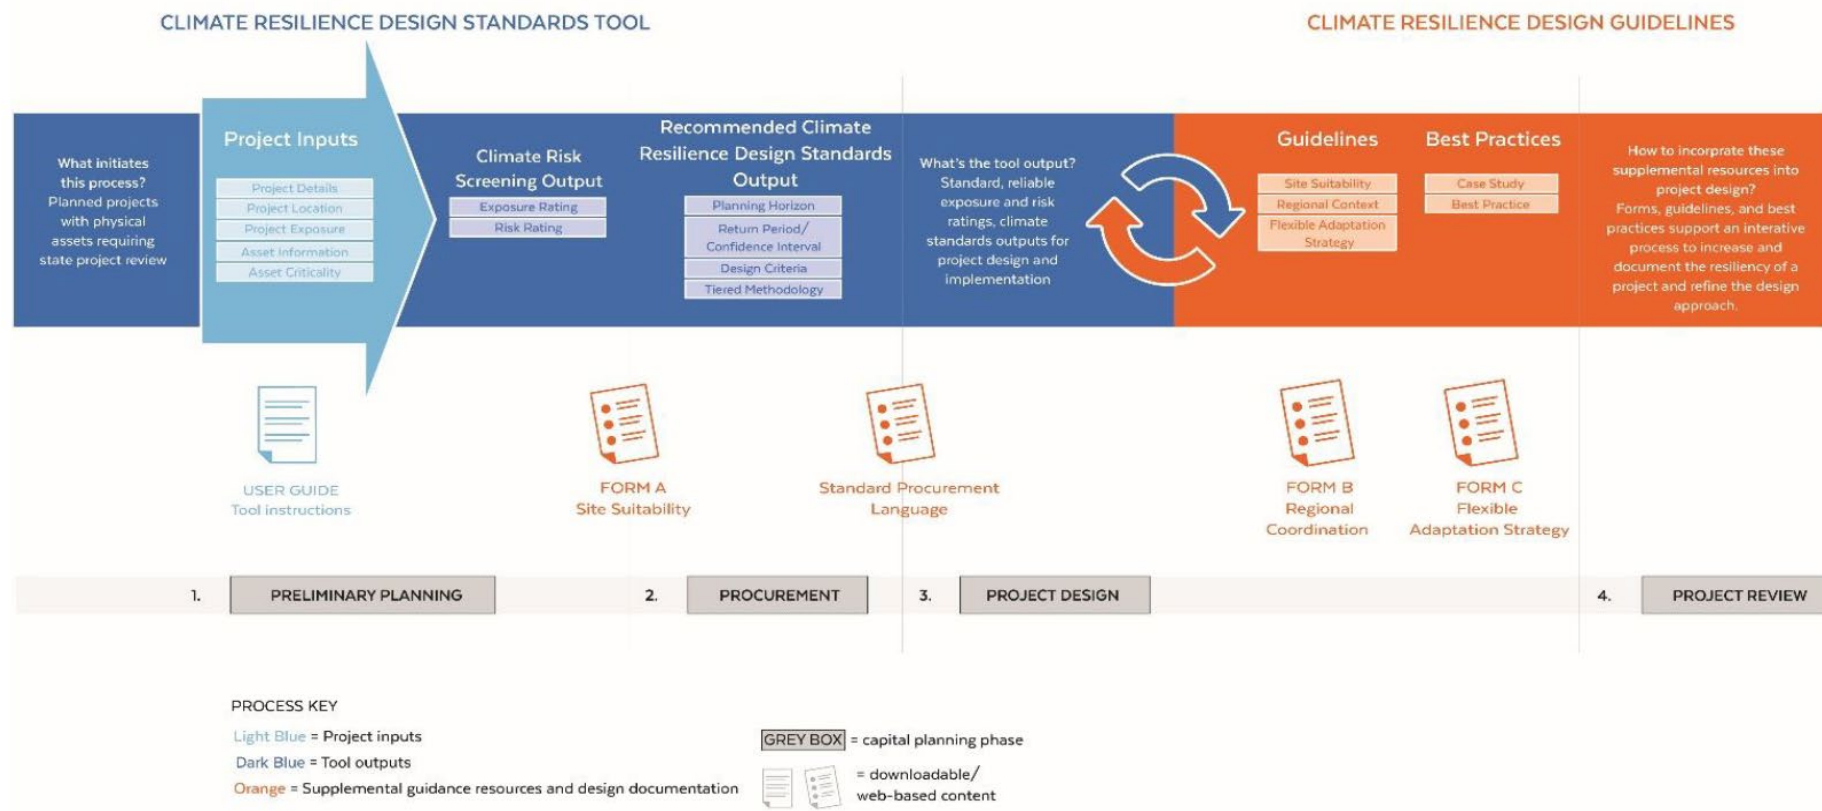 CLIMATE RESILIENCE DESIGN STANDARDS TOOL
CLIMATE RESILIENCE DESIGN GUIDELINES
What initiates
this process?
Planned projects
with physical
assets requiring
state project review
Project Inputs
Project Details
Project Location
Project Exposure
Asset Information
Asset Criticality
Climate Risk
Screening Output
Exposure Rating
Risk Rating
Recommended Climate
Resilience Design Standards
Output
Planning Horizon
Return Period/
Confidence Interval
Design Criteria
Tiered Methodology
What's the tool output?
Standard, reliable
exposure and risk
ratings, climate
standards outputs for
project design and
implementation
Guidelines
Site Suitability
Regional Context
Flexible Adaptation
Strategy
Best Practices
Case Study
Best Practice
How to incorprate these
supplemental resources into
project design?
Forms, guidelines, and best
practices support an interative
process to increase and
document the resiliency of a
project and refine the design
approach.
USER GUIDE
Tool instructions
FORM A
Site Suitability
Standard Procurement
Language
FORM B
Regional
Coordination
FORM C
Flexible
Adaptation Strategy
1. PRELIMINARY PLANNING
2. PROCUREMENT
3. PROJECT DESIGN
4. PROJECT REVIEW
PROCESS KEY
Light Blue = Project inputs
Dark Blue = Tool outputs
Orange = Supplemental guidance resources and design documentation
GREY BOX = capital planning phase
= downloadable/
web-based content